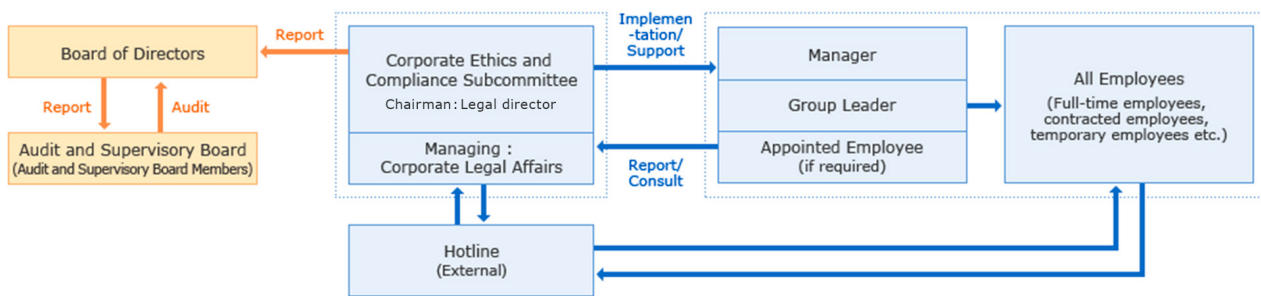 Board of Directors
Report
Audit
Audit and Supervisory Board
(Audit and Supervisory Board Members)
Report
Corporate Ethics and
Compliance Subcommittee
Chairman : Legal director
Managing :
Corporate Legal Affairs
Implemen
-tation/
Support
Report/
Consult
Manager
Group Leader
Appointed Employee
(if required)
All Employees
(Full-time employees,
contracted employees,
temporary employees etc.)
Hotline
(External)